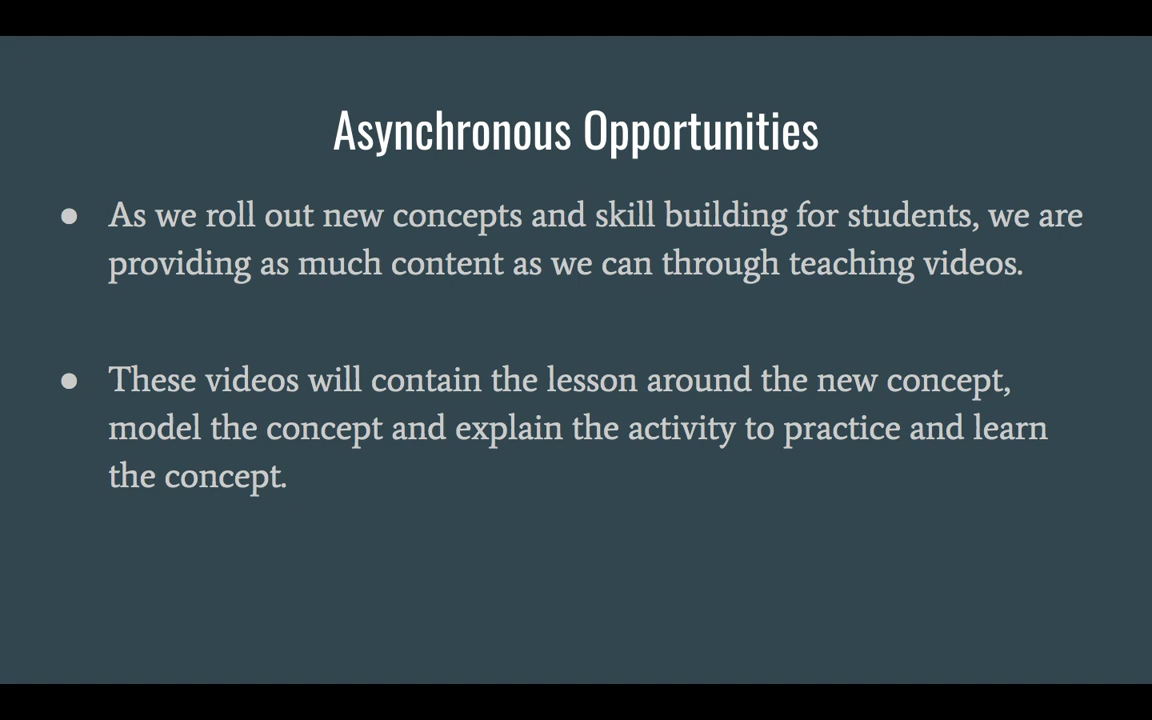 Asynchronous Opportunities
● As we roll out new concepts and skill building for students, we are
providing as much content as we can through teaching videos.
● These videos will contain the lesson around the new concept,
model the concept and explain the activity to practice and learn
the concept.